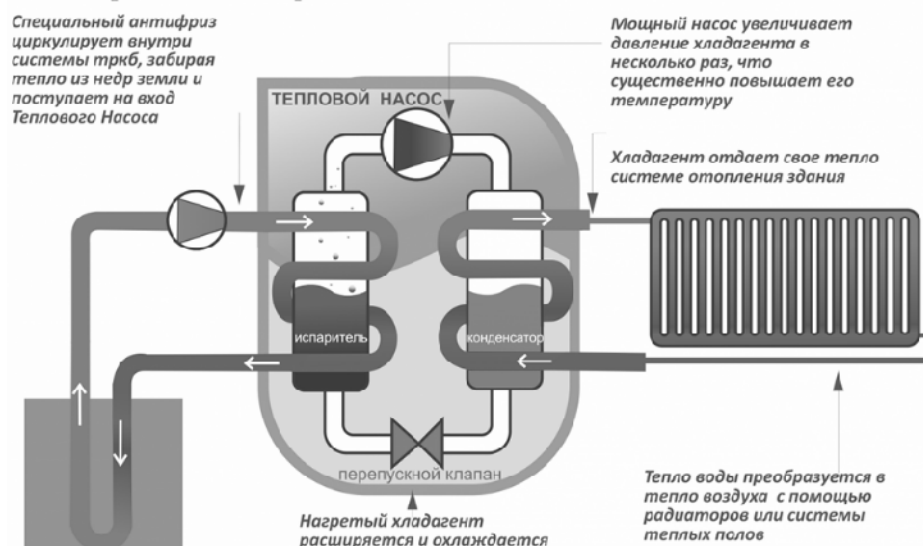 Специальный антифриз
циркулирует внутри
системы тркб, забирая
тепло из недр земли и
поступает на вход
Теплового Насоса
Мощный насос увеличивает
давление хладагента в
несколько раз, что
существенно повышает его
температуру
ТЕПЛОВОЙ НАСОС
Хладагент отдает свое тепло
системе отопления здания
испаритель
конденсатор
перепускной клапан
Нагретый хладагент
расширяется и охлаждается
Тепло воды преобразуется в
тепло воздуха с помощью
радиаторов или системы
теплых полов